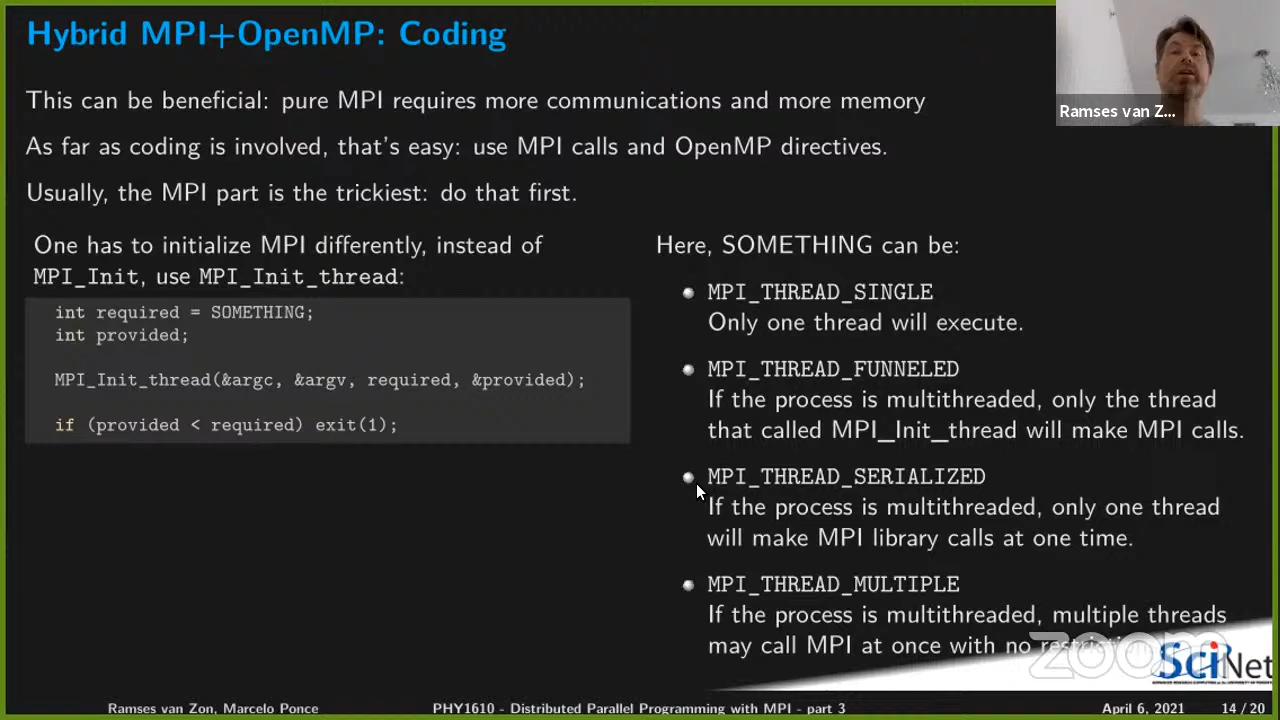 Hybrid MPI+OpenMP: Coding
Ramses van Z...
This can be beneficial: pure MPI requires more communications and more memory
As far as coding is involved, that's easy: use MPI calls and OpenMP directives.
Usually, the MPI part is the trickiest: do that first.
One has to initialize MPI differently, instead of
MPI_Init, use MPI_Init_thread:
int required = SOMETHING;
int provided;
MPI_Init_thread(&argc, &argv, required, &provided);
if (provided < required) exit(1);
Here, SOMETHING can be:
MPI_THREAD_SINGLE
Only one thread will execute.
MPI_THREAD_FUNNELED
If the process is multithreaded, only the thread
that called MPI_Init_thread will make MPI calls.
MPI_THREAD_SERIALIZED
If the process is multithreaded, only one thread
will make MPI library calls at one time.
MPI_THREAD_MULTIPLE
If the process is multithreaded, multiple threads
may call MPI at once with no
zoom
SciNet
Ramses van Zon, Marcelo Ponce
PHY1610 - Distributed Parallel Programming with MPI - part 3
April 6, 2021
14 / 20